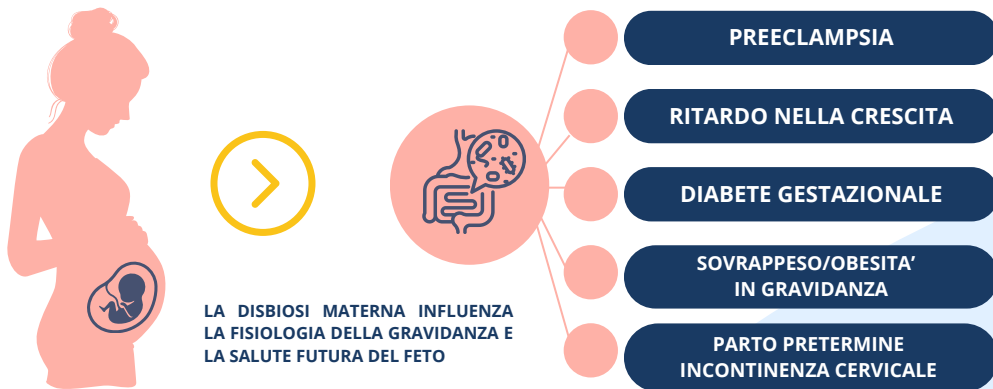 PREECLAMPSIA
RITARDO NELLA CRESCITA
DIABETE GESTAZIONALE
SOVRAPPESO/OBESITA’
IN GRAVIDANZA
PARTO PRETERMINE
INCONTINENZA CERVICALE
LA DISBIOSI MATERNA INFLUENZA
LA FISIOLOGIA DELLA GRAVIDANZA E
LA SALUTE FUTURA DEL FETO